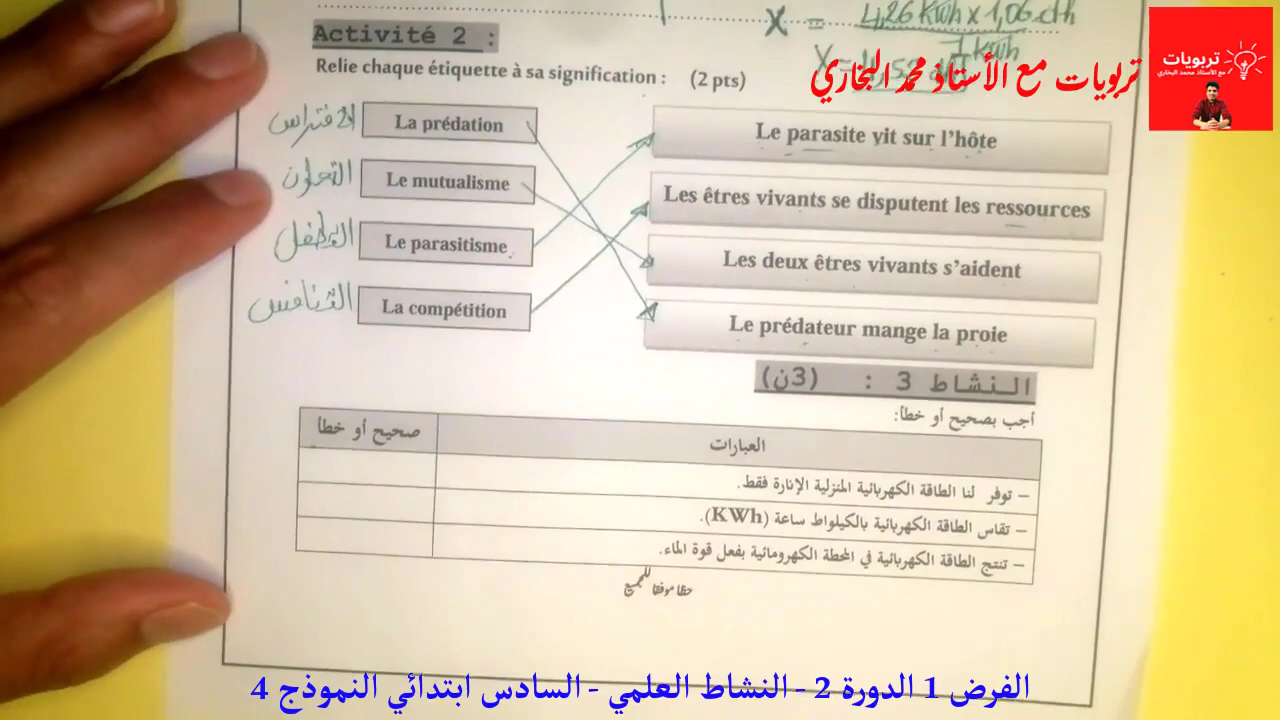 X = 4,26 kWh x 1,06 dh
1 kWh
تربويات مع الأستاذ محمد البخاري
تربويات
مع الأستاذ محمد البخاري
Activité 2 :
Relie chaque étiquette à sa signification : (2 pts)
الافتراس La prédation Le parasite vit sur l'hôte
التعاون Le mutualisme Les êtres vivants se disputent les ressources
التطفل Le parasitisme Les deux êtres vivants s'aident
التنافس La compétition Le prédateur mange la proie
النشاط 3 : (3ن)
أجب بصحيح أو خطأ:
العبارات صحيح أو خطأ
– توفر لنا الطاقة الكهربائية المنزلية الإنارة فقط.
– تقاس الطاقة الكهربائية بالكيلواط ساعة (KWh).
– تنتج الطاقة الكهربائية في المحطة الكهرومائية بفعل قوة الماء.
حظا موفقا للجميع
الفرض 1 الدورة 2 - النشاط العلمي - السادس ابتدائي النموذج 4